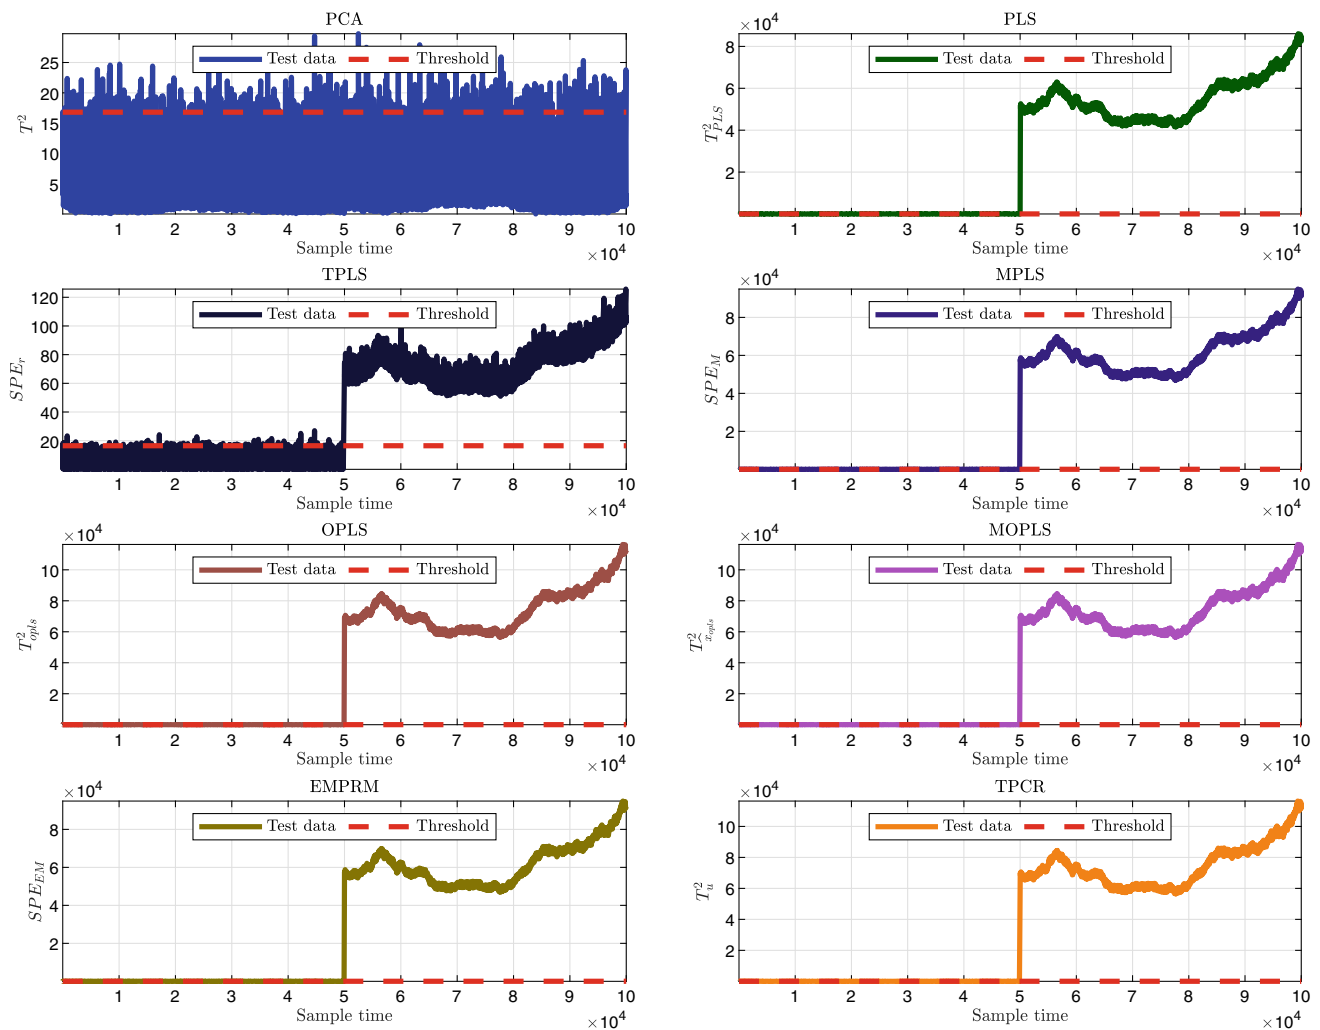 PCA
Test data Threshold
25
20
15
10
5
T²
1 2 3 4 5 6 7 8 9 10
Sample time
×10⁴
PLS
×10⁴
Test data Threshold
8
6
4
2
T²_PLS
1 2 3 4 5 6 7 8 9 10
Sample time
×10⁴
TPLS
Test data Threshold
120
100
80
60
40
20
SPE_r
1 2 3 4 5 6 7 8 9 10
Sample time
×10⁴
MPLS
×10⁴
Test data Threshold
8
6
4
2
SPE_M
1 2 3 4 5 6 7 8 9 10
Sample time
×10⁴
OPLS
×10⁴
Test data Threshold
10
8
6
4
2
T²_opls
1 2 3 4 5 6 7 8 9 10
Sample time
×10⁴
MOPLS
×10⁴
Test data Threshold
10
8
6
4
2
T²_x̂_opls
1 2 3 4 5 6 7 8 9 10
Sample time
×10⁴
EMPRM
×10⁴
Test data Threshold
8
6
4
2
SPE_EM
1 2 3 4 5 6 7 8 9 10
Sample time
×10⁴
TPCR
×10⁴
Test data Threshold
10
8
6
4
2
T²_u
1 2 3 4 5 6 7 8 9 10
Sample time
×10⁴